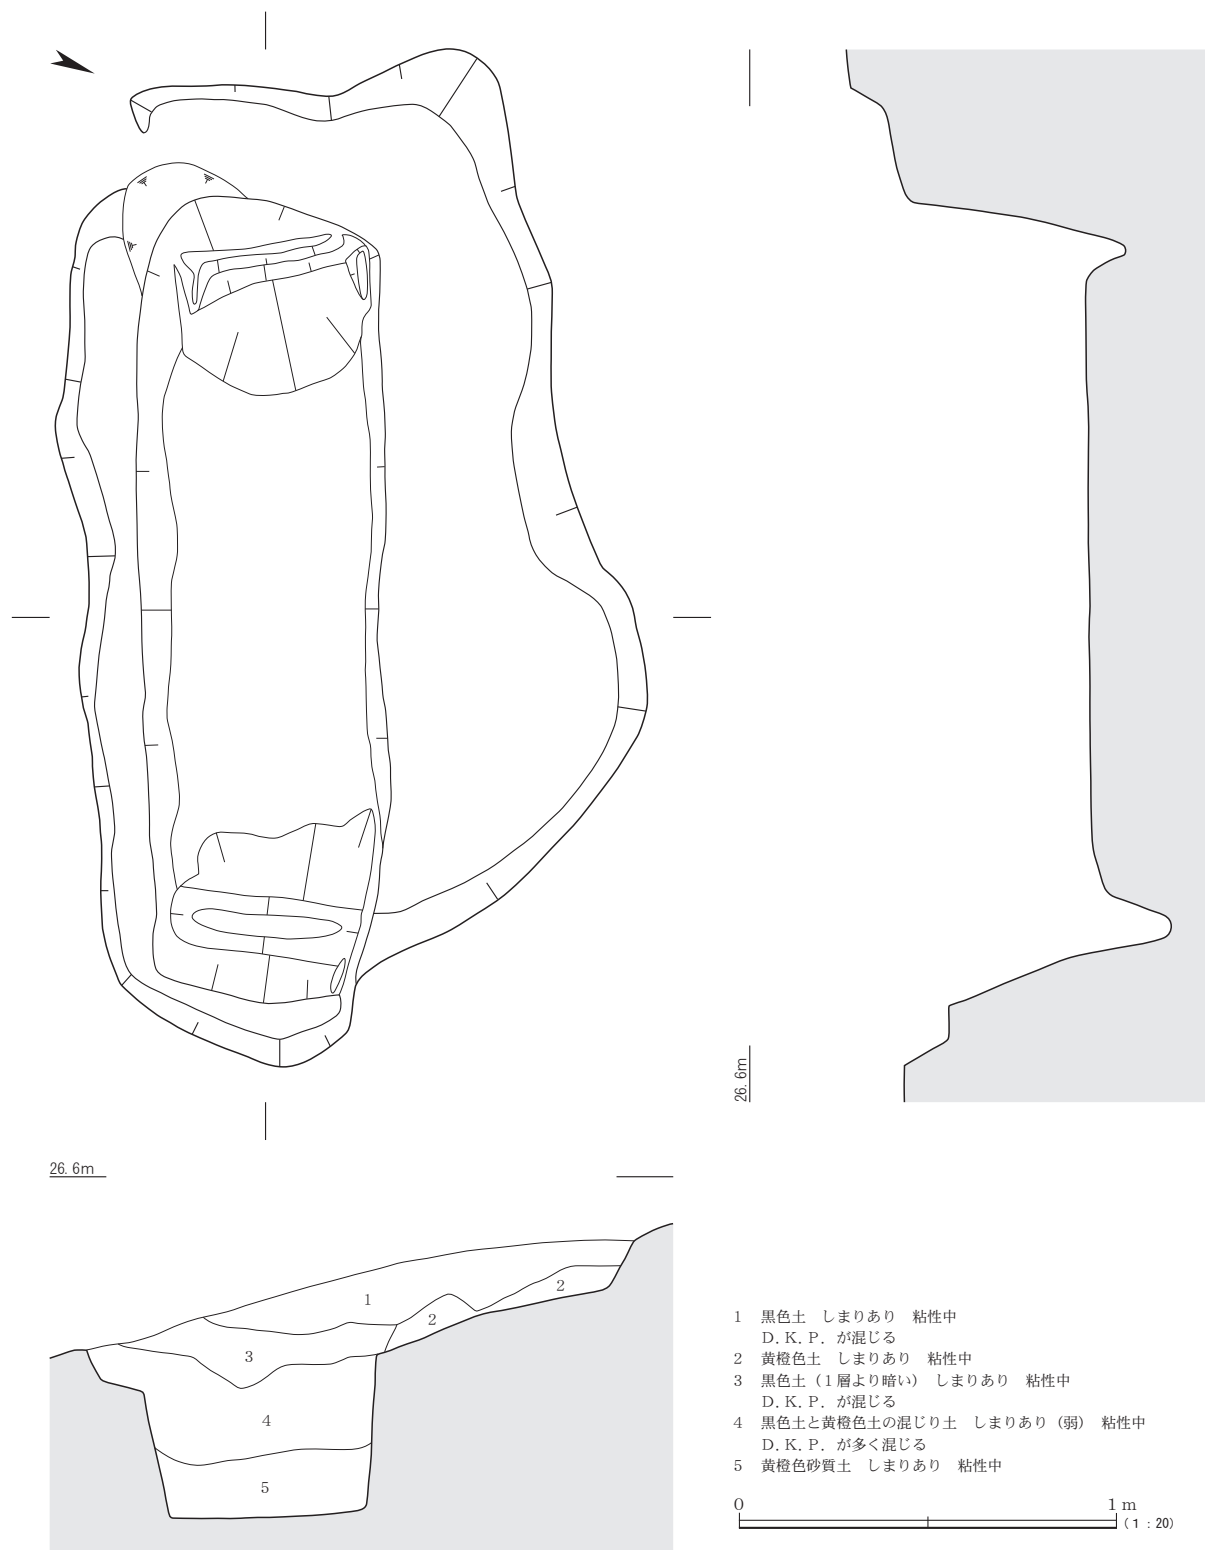 26.6m
26.6m
1
2
2
3
4
5
1 黒色土 しまりあり 粘性中
D.K.P. が混じる
2 黄橙色土 しまりあり 粘性中
3 黒色土（1層より暗い） しまりあり 粘性中
D.K.P. が混じる
4 黒色土と黄橙色土の混じり土 しまりあり（弱） 粘性中
D.K.P. が多く混じる
5 黄橙色砂質土 しまりあり 粘性中
0 1m
（1：20）